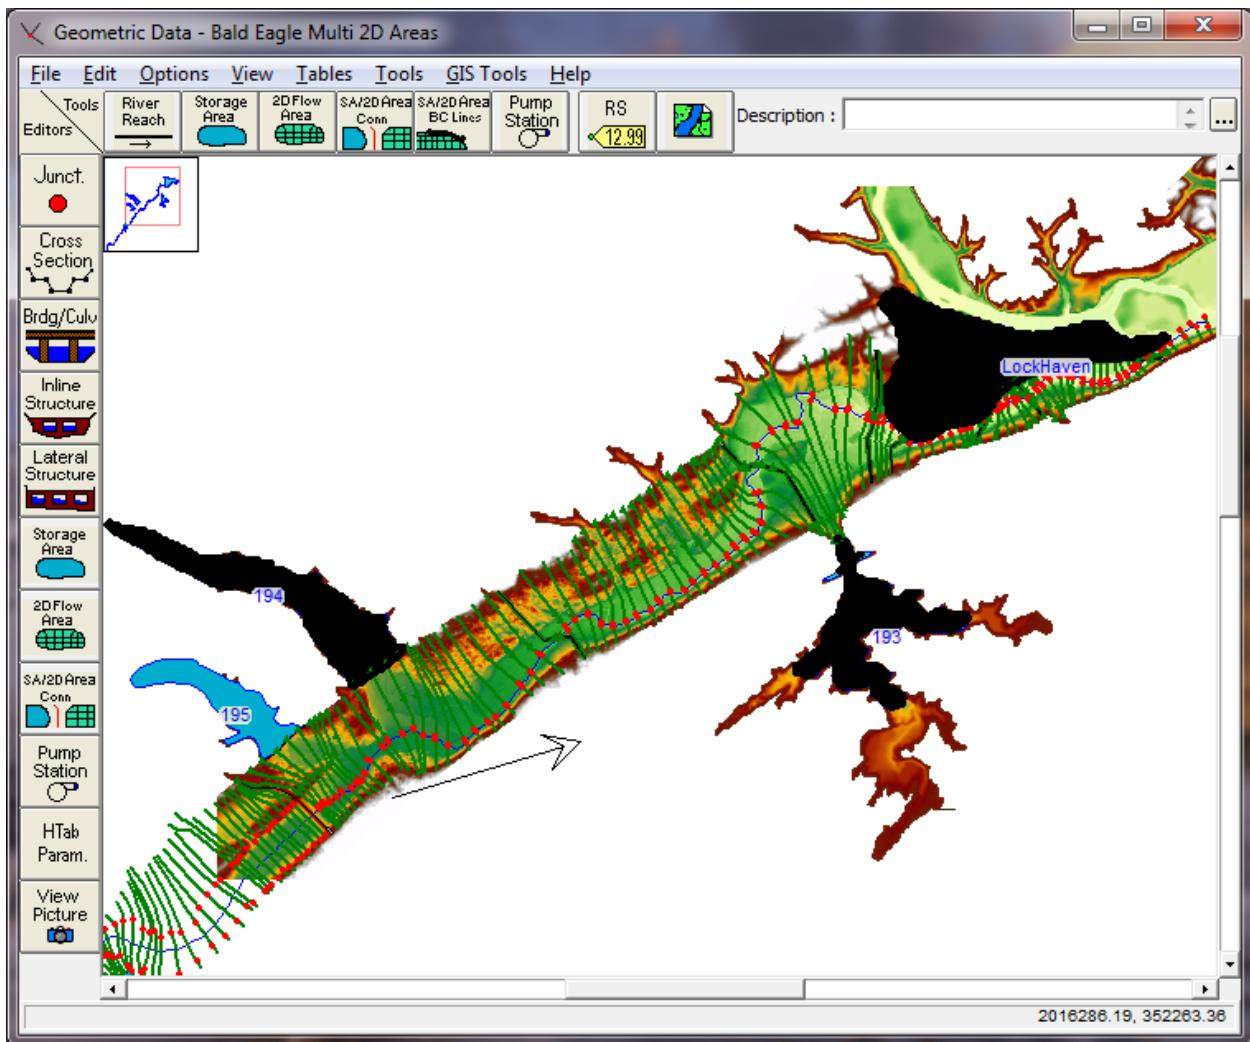 Geometric Data - Bald Eagle Multi 2D Areas
File Edit Options View Tables Tools GIS Tools Help
Tools
Editors
River
Reach
Storage
Area
2D Flow
Area
SA/2D Area
Conn
SA/2D Area
BC Lines
Pump
Station
RS
12.99
Description :
...
Junct.
Cross
Section
Brdg/Culv
Inline
Structure
Lateral
Structure
Storage
Area
2D Flow
Area
SA/2D Area
Conn
Pump
Station
HTab
Param.
View
Picture
LockHaven
194
193
195
2016286.19, 352263.36